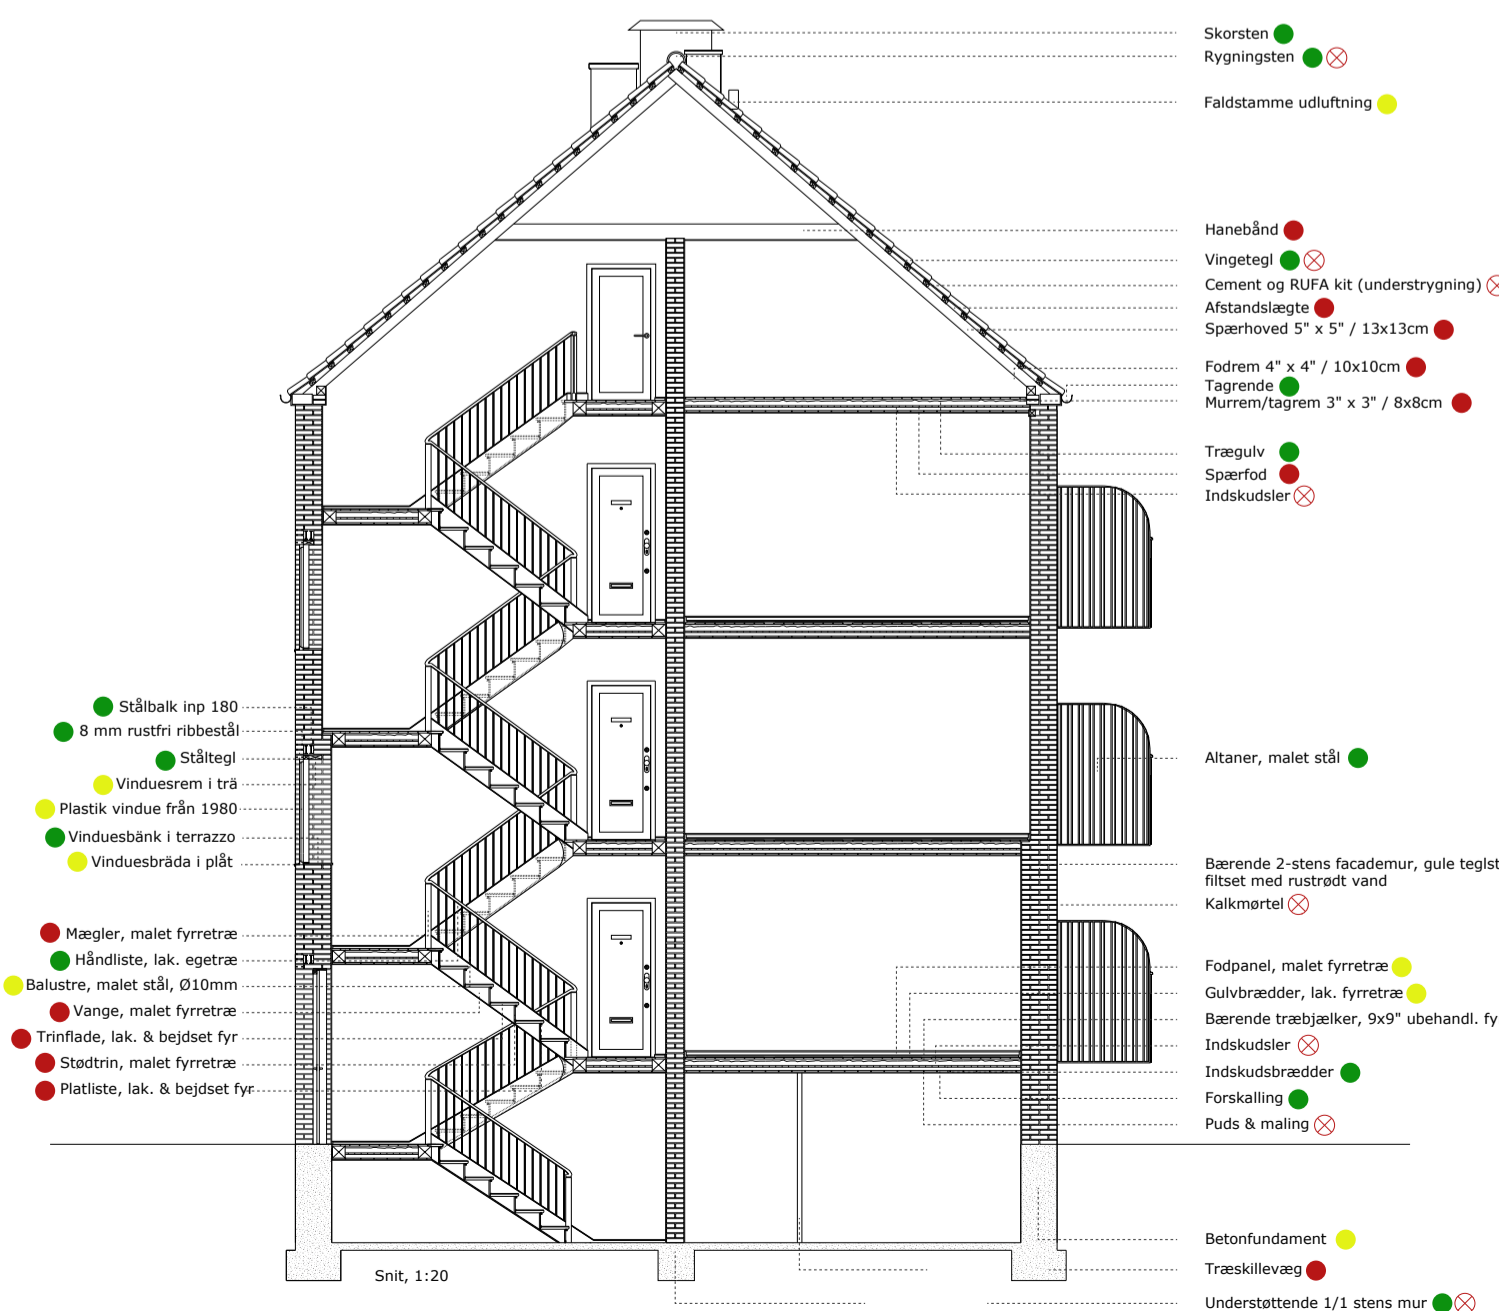 Skorsten
Rygningsten
Faldstamme udluftning
Hanebånd
Vingetegl
Cement og RUFA kit (understrygning)
Afstandslægte
Spærhoved 5" x 5" / 13x13cm
Fodrem 4" x 4" / 10x10cm
Tagrende
Murrem/tagrem 3" x 3" / 8x8cm
Trægulv
Spærfod
Indskudsler
Stålbalk inp 180
8 mm rustfri ribbestål
Ståltegl
Vinduesrem i trä
Plastik vindue från 1980
Vinduesbänk i terrazzo
Vinduesbräda i plåt
Altaner, malet stål
Bærende 2-stens facademur, gule teglst
filtset med rustrødt vand
Kalkmørtel
Mægler, malet fyrretræ
Håndliste, lak. egetræ
Balustre, malet stål, Ø10mm
Vange, malet fyrretræ
Trinflade, lak. & bejdset fyr
Stødtrin, malet fyrretræ
Platliste, lak. & bejdset fyr
Fodpanel, malet fyrretræ
Gulvbrædder, lak. fyrretræ
Bærende træbjælker, 9x9" ubehandl. fy
Indskudsler
Indskudsbrædder
Forskalling
Puds & maling
Betonfundament
Træskillevæg
Understøttende 1/1 stens mur
Snit, 1:20